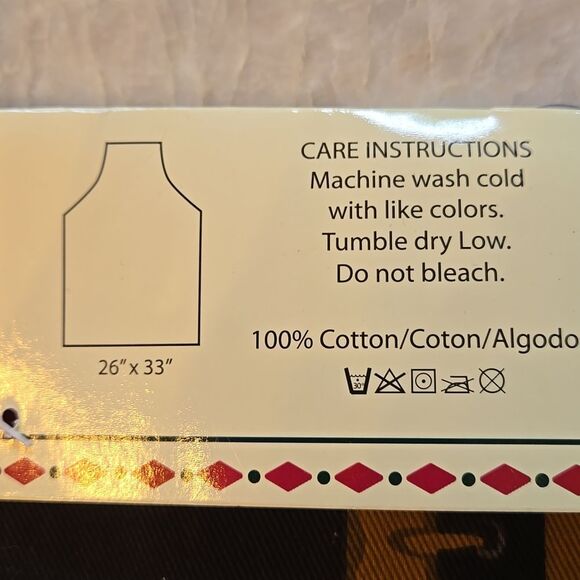 CARE INSTRUCTIONS
Machine wash cold
with like colors.
Tumble dry Low.
Do not bleach.
26" x 33"
100% Cotton/Coton/Algodo
30°